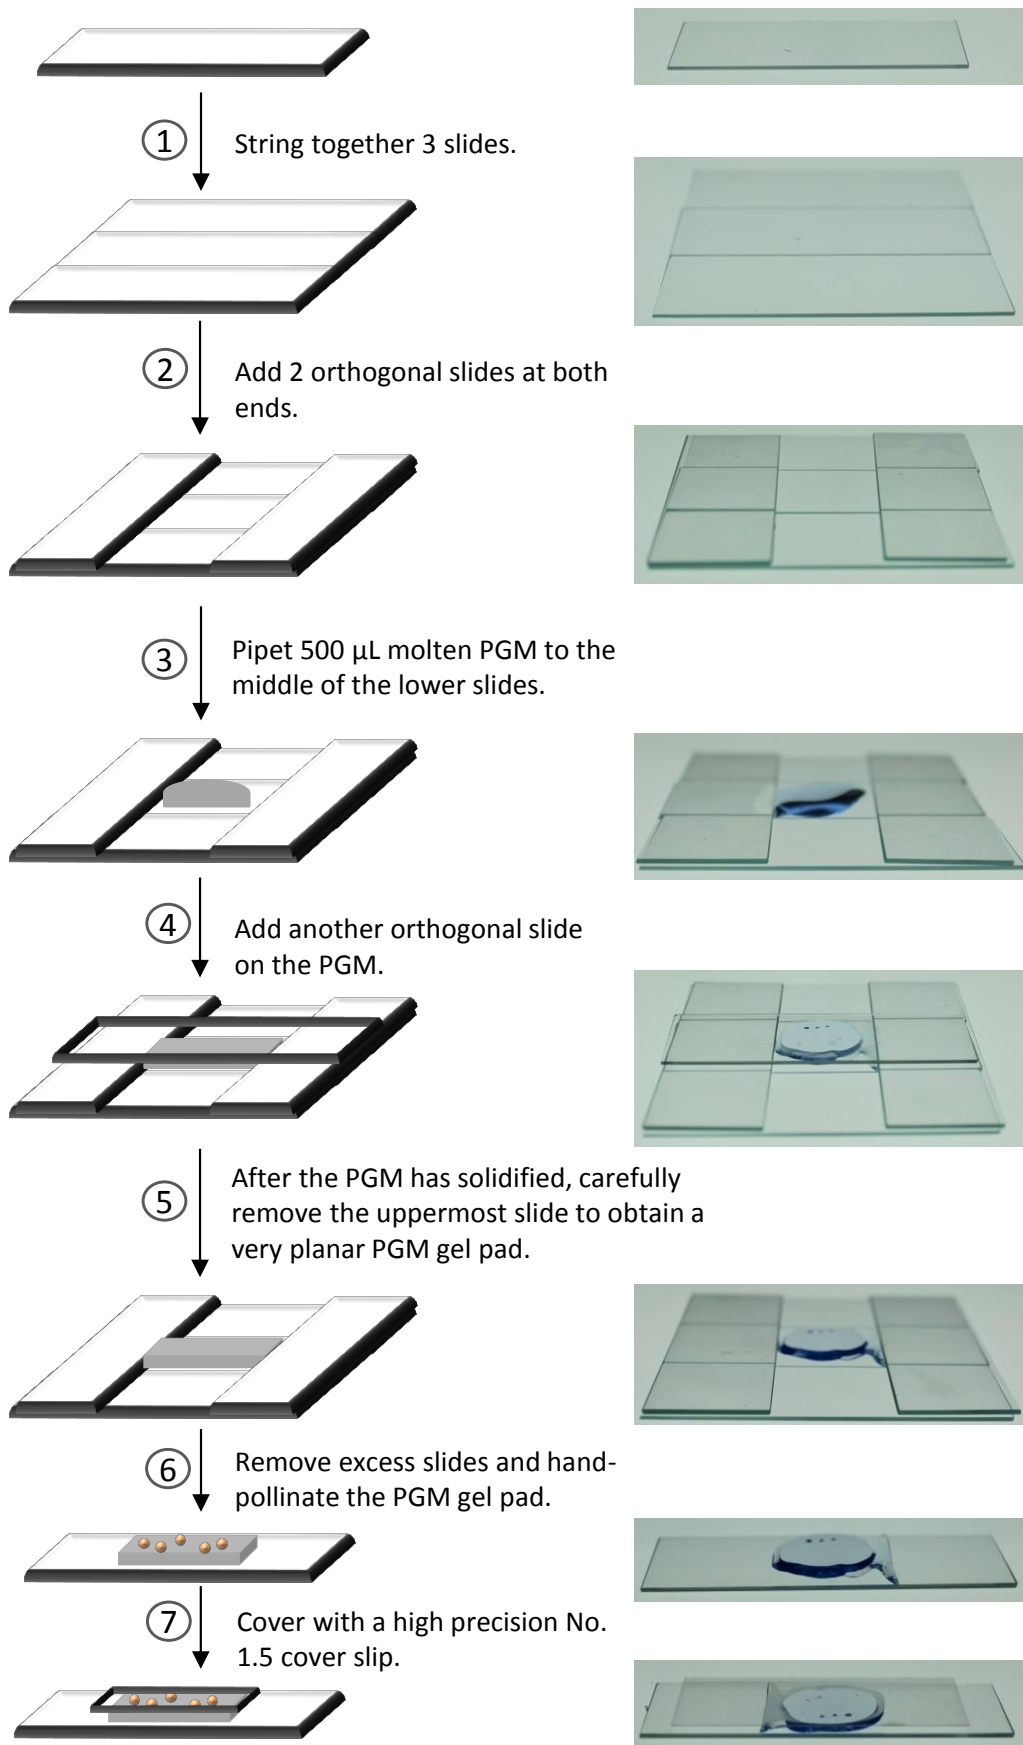 1
String together 3 slides.
2
Add 2 orthogonal slides at both
ends.
3
Pipet 500 µL molten PGM to the
middle of the lower slides.
4
Add another orthogonal slide
on the PGM.
5
After the PGM has solidified, carefully
remove the uppermost slide to obtain a
very planar PGM gel pad.
6
Remove excess slides and hand-
pollinate the PGM gel pad.
7
Cover with a high precision No.
1.5 cover slip.